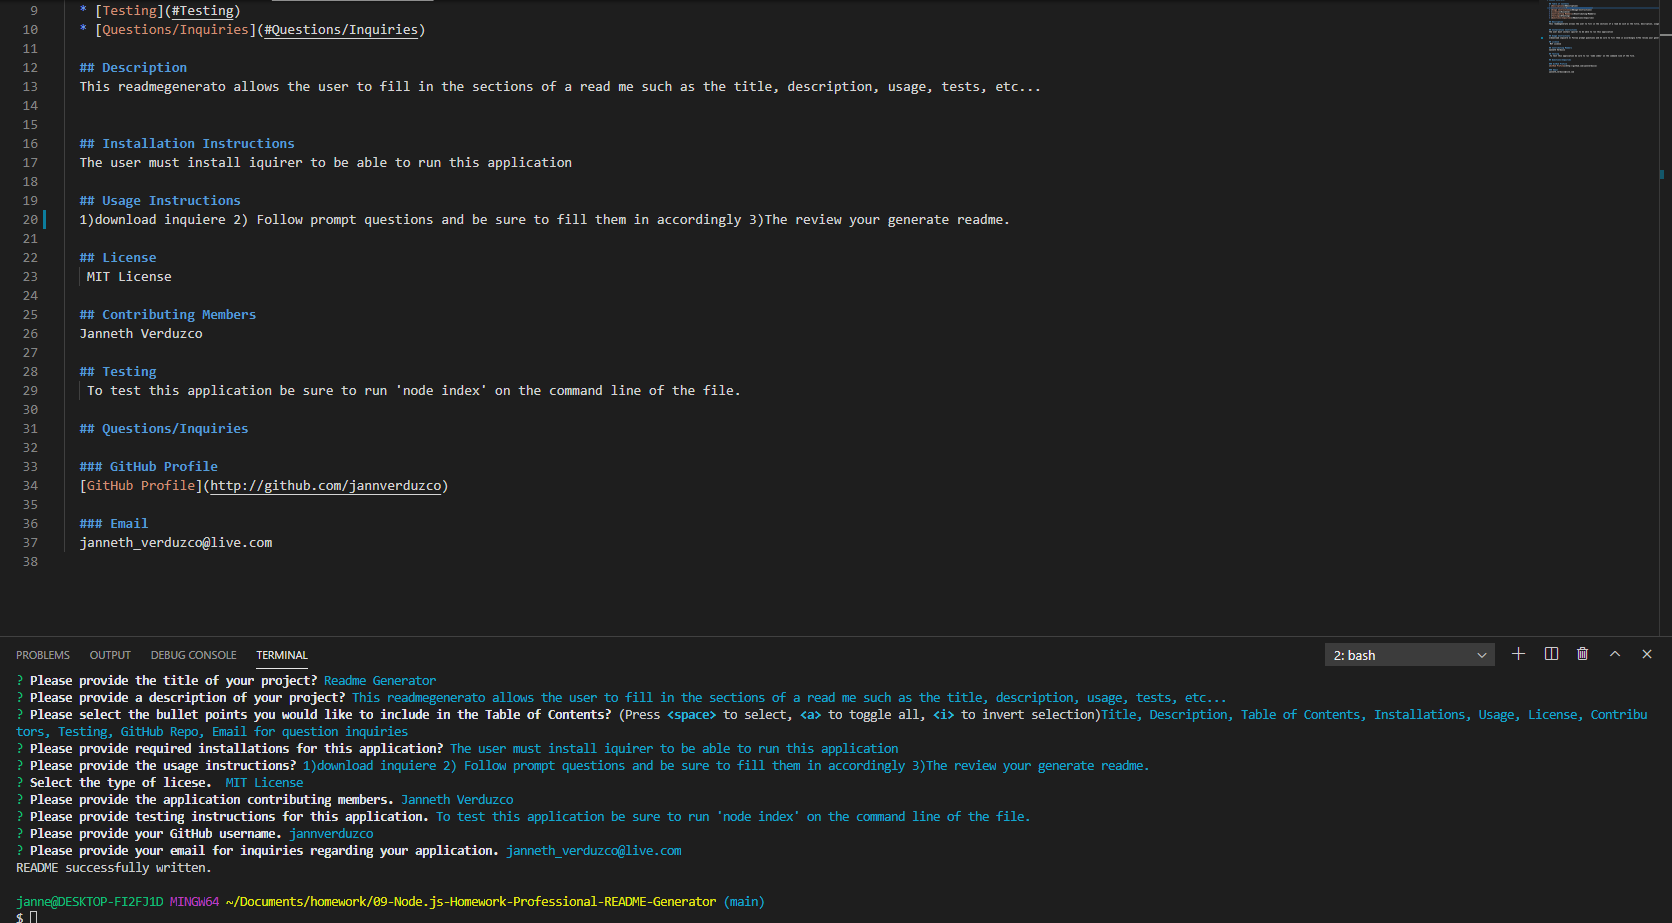 9 * [Testing](#Testing)
10 * [Questions/Inquiries](#Questions/Inquiries)
11
12 ## Description
13 This readmegenerato allows the user to fill in the sections of a read me such as the title, description, usage, tests, etc...
14
15
16 ## Installation Instructions
17 The user must install iquirer to be able to run this application
18
19 ## Usage Instructions
20 1)download inquiere 2) Follow prompt questions and be sure to fill them in accordingly 3)The review your generate readme.
21
22 ## License
23 MIT License
24
25 ## Contributing Members
26 Janneth Verduzco
27
28 ## Testing
29 To test this application be sure to run 'node index' on the command line of the file.
30
31 ## Questions/Inquiries
32
33 ### GitHub Profile
34 [GitHub Profile](http://github.com/jannverduzco)
35
36 ### Email
37 janneth_verduzco@live.com
38
PROBLEMS OUTPUT DEBUG CONSOLE TERMINAL 2: bash
? Please provide the title of your project? Readme Generator
? Please provide a description of your project? This readmegenerato allows the user to fill in the sections of a read me such as the title, description, usage, tests, etc...
? Please select the bullet points you would like to include in the Table of Contents? (Press <space> to select, <a> to toggle all, <i> to invert selection)Title, Description, Table of Contents, Installations, Usage, License, Contribu
tors, Testing, GitHub Repo, Email for question inquiries
? Please provide required installations for this application? The user must install iquirer to be able to run this application
? Please provide the usage instructions? 1)download inquiere 2) Follow prompt questions and be sure to fill them in accordingly 3)The review your generate readme.
? Select the type of licese. MIT License
? Please provide the application contributing members. Janneth Verduzco
? Please provide testing instructions for this application. To test this application be sure to run 'node index' on the command line of the file.
? Please provide your GitHub username. jannverduzco
? Please provide your email for inquiries regarding your application. janneth_verduzco@live.com
README successfully written.
janne@DESKTOP-FI2FJ1D MINGW64 ~/Documents/homework/09-Node.js-Homework-Professional-README-Generator (main)
$